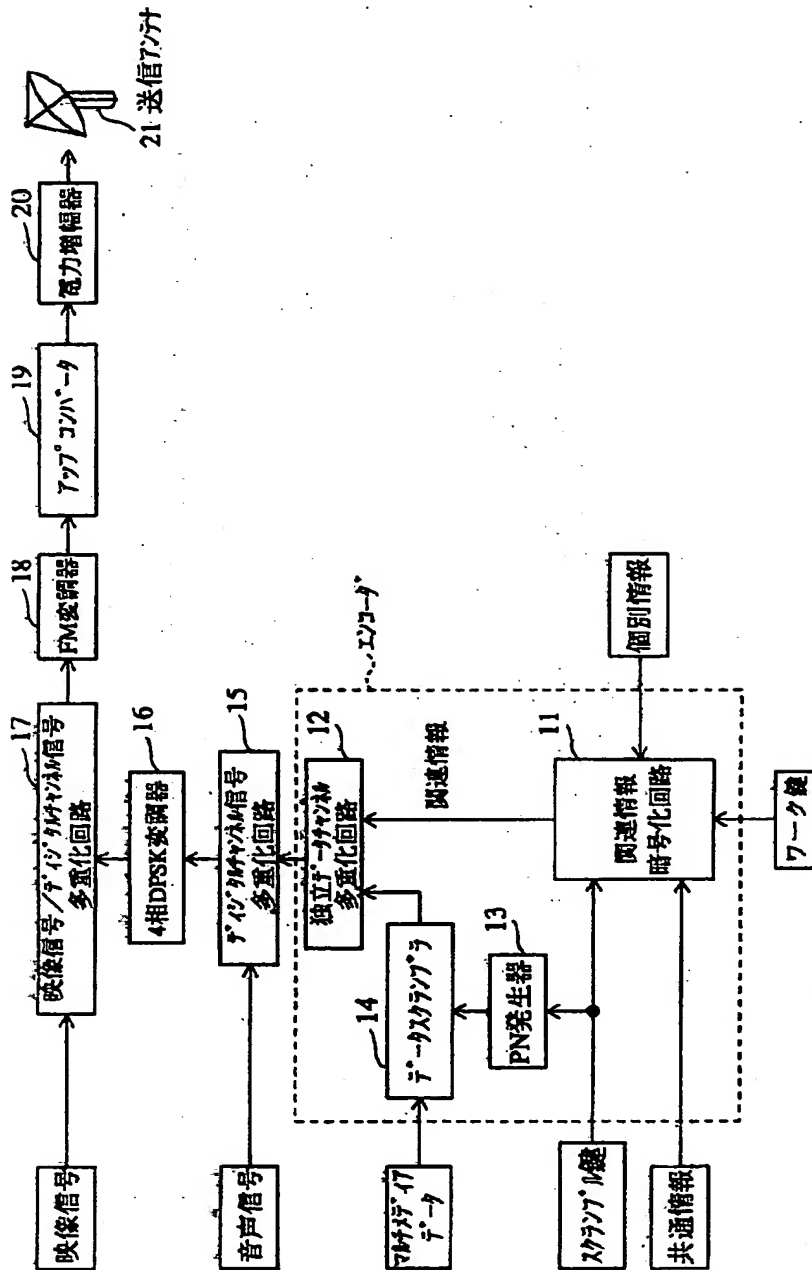 映像信号
17
映像信号／ディジタルチャンネル信号
多重化回路
18
FM変調器
19
アップコンバータ
20
電力増幅器
21 送信アンテナ
16
4相DPSK変調器
音声信号
15
ディジタルチャンネル信号
多重化回路
エンコーダ
12
独立データチャンネル
多重化回路
関連情報
マルチメディア
データ
14
データスクランブラ
13
PN発生器
11
関連情報
暗号化回路
個別情報
スクランブル鍵
共通情報
ワーク鍵